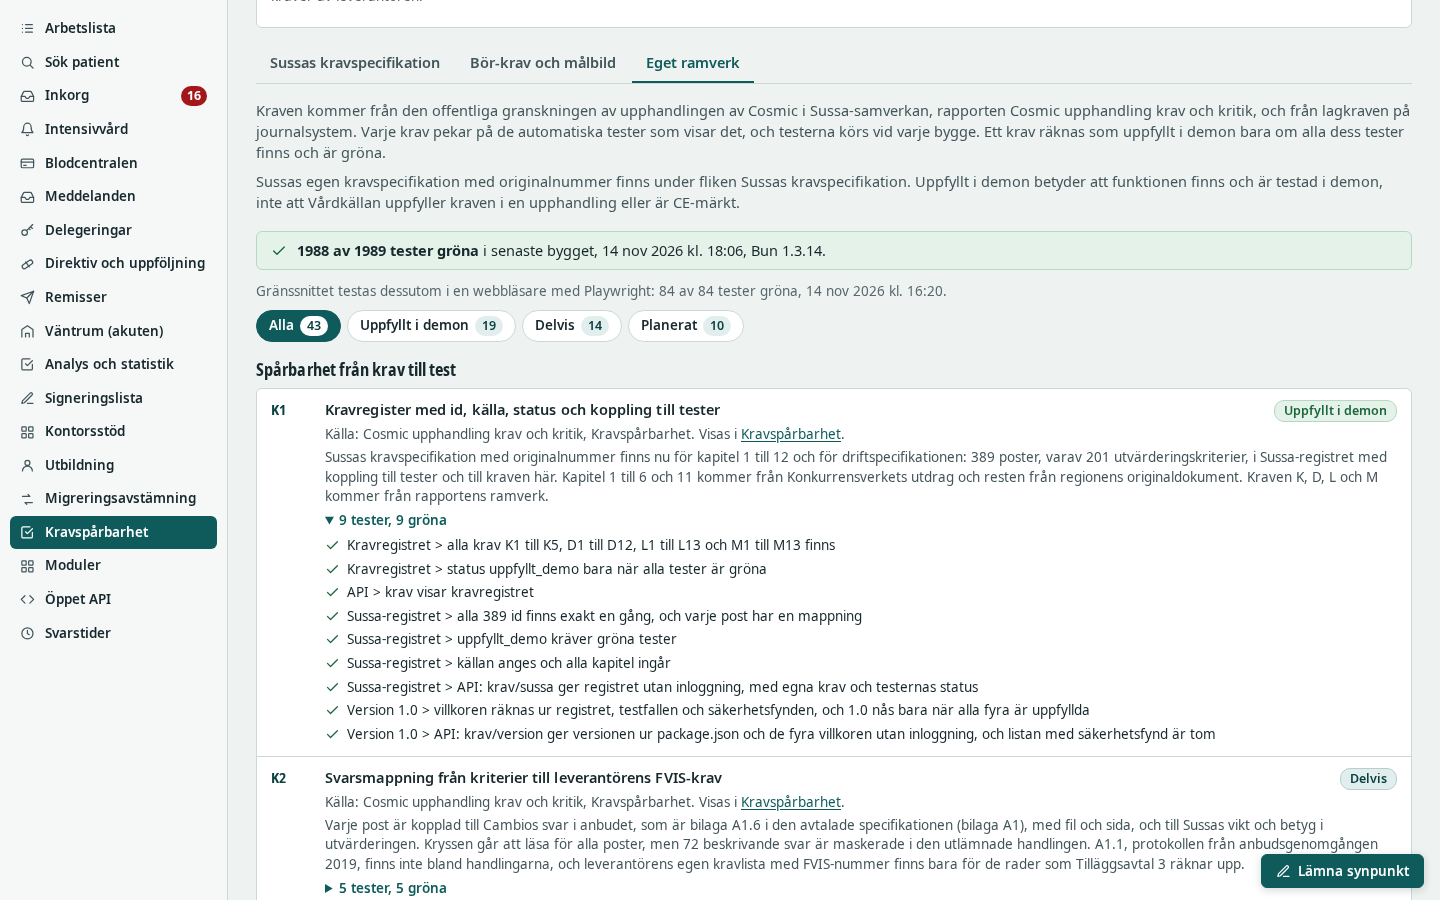 Arbetslista
Sök patient
Inkorg 16
Intensivvård
Blodcentralen
Meddelanden
Delegeringar
Direktiv och uppföljning
Remisser
Väntrum (akuten)
Analys och statistik
Signeringslista
Kontorsstöd
Utbildning
Migreringsavstämning
Kravspårbarhet
Moduler
Öppet API
Svarstider
Sussas kravspecifikation Bör-krav och målbild Eget ramverk
Kraven kommer från den offentliga granskningen av upphandlingen av Cosmic i Sussa-samverkan, rapporten Cosmic upphandling krav och kritik, och från lagkraven på
journalsystem. Varje krav pekar på de automatiska tester som visar det, och testerna körs vid varje bygge. Ett krav räknas som uppfyllt i demon bara om alla dess tester
finns och är gröna.
Sussas egen kravspecifikation med originalnummer finns under fliken Sussas kravspecifikation. Uppfyllt i demon betyder att funktionen finns och är testad i demon,
inte att Vårdkällan uppfyller kraven i en upphandling eller är CE-märkt.
1988 av 1989 tester gröna i senaste bygget, 14 nov 2026 kl. 18:06, Bun 1.3.14.
Gränssnittet testas dessutom i en webbläsare med Playwright: 84 av 84 tester gröna, 14 nov 2026 kl. 16:20.
Alla 43 Uppfyllt i demon 19 Delvis 14 Planerat 10
Spårbarhet från krav till test
K1 Kravregister med id, källa, status och koppling till tester Uppfyllt i demon
Källa: Cosmic upphandling krav och kritik, Kravspårbarhet. Visas i Kravspårbarhet.
Sussas kravspecifikation med originalnummer finns nu för kapitel 1 till 12 och för driftspecifikationen: 389 poster, varav 201 utvärderingskriterier, i Sussa-registret med
koppling till tester och till kraven här. Kapitel 1 till 6 och 11 kommer från Konkurrensverkets utdrag och resten från regionens originaldokument. Kraven K, D, L och M
kommer från rapportens ramverk.
9 tester, 9 gröna
Kravregistret > alla krav K1 till K5, D1 till D12, L1 till L13 och M1 till M13 finns
Kravregistret > status uppfyllt_demo bara när alla tester är gröna
API > krav visar kravregistret
Sussa-registret > alla 389 id finns exakt en gång, och varje post har en mappning
Sussa-registret > uppfyllt_demo kräver gröna tester
Sussa-registret > källan anges och alla kapitel ingår
Sussa-registret > API: krav/sussa ger registret utan inloggning, med egna krav och testernas status
Version 1.0 > villkoren räknas ur registret, testfallen och säkerhetsfynden, och 1.0 nås bara när alla fyra är uppfyllda
Version 1.0 > API: krav/version ger versionen ur package.json och de fyra villkoren utan inloggning, och listan med säkerhetsfynd är tom
K2 Svarsmappning från kriterier till leverantörens FVIS-krav Delvis
Källa: Cosmic upphandling krav och kritik, Kravspårbarhet. Visas i Kravspårbarhet.
Varje post är kopplad till Cambios svar i anbudet, som är bilaga A1.6 i den avtalade specifikationen (bilaga A1), med fil och sida, och till Sussas vikt och betyg i
utvärderingen. Kryssen går att läsa för alla poster, men 72 beskrivande svar är maskerade i den utlämnade handlingen. A1.1, protokollen från anbudsgenomgången
2019, finns inte bland handlingarna, och leverantörens egen kravlista med FVIS-nummer finns bara för de rader som Tilläggsavtal 3 räknar upp.
5 tester, 5 gröna
Lämna synpunkt